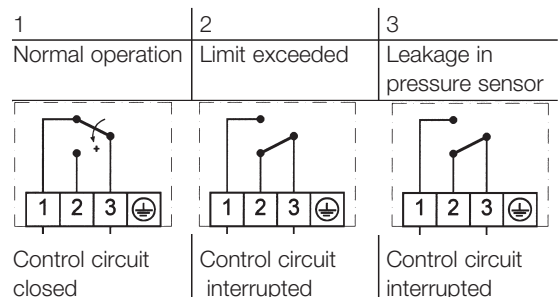 1 2 3
Normal operation Limit exceeded Leakage in
pressure sensor
+
1 2 3 1 2 3 1 2 3
Control circuit Control circuit Control circuit
closed interrupted interrupted